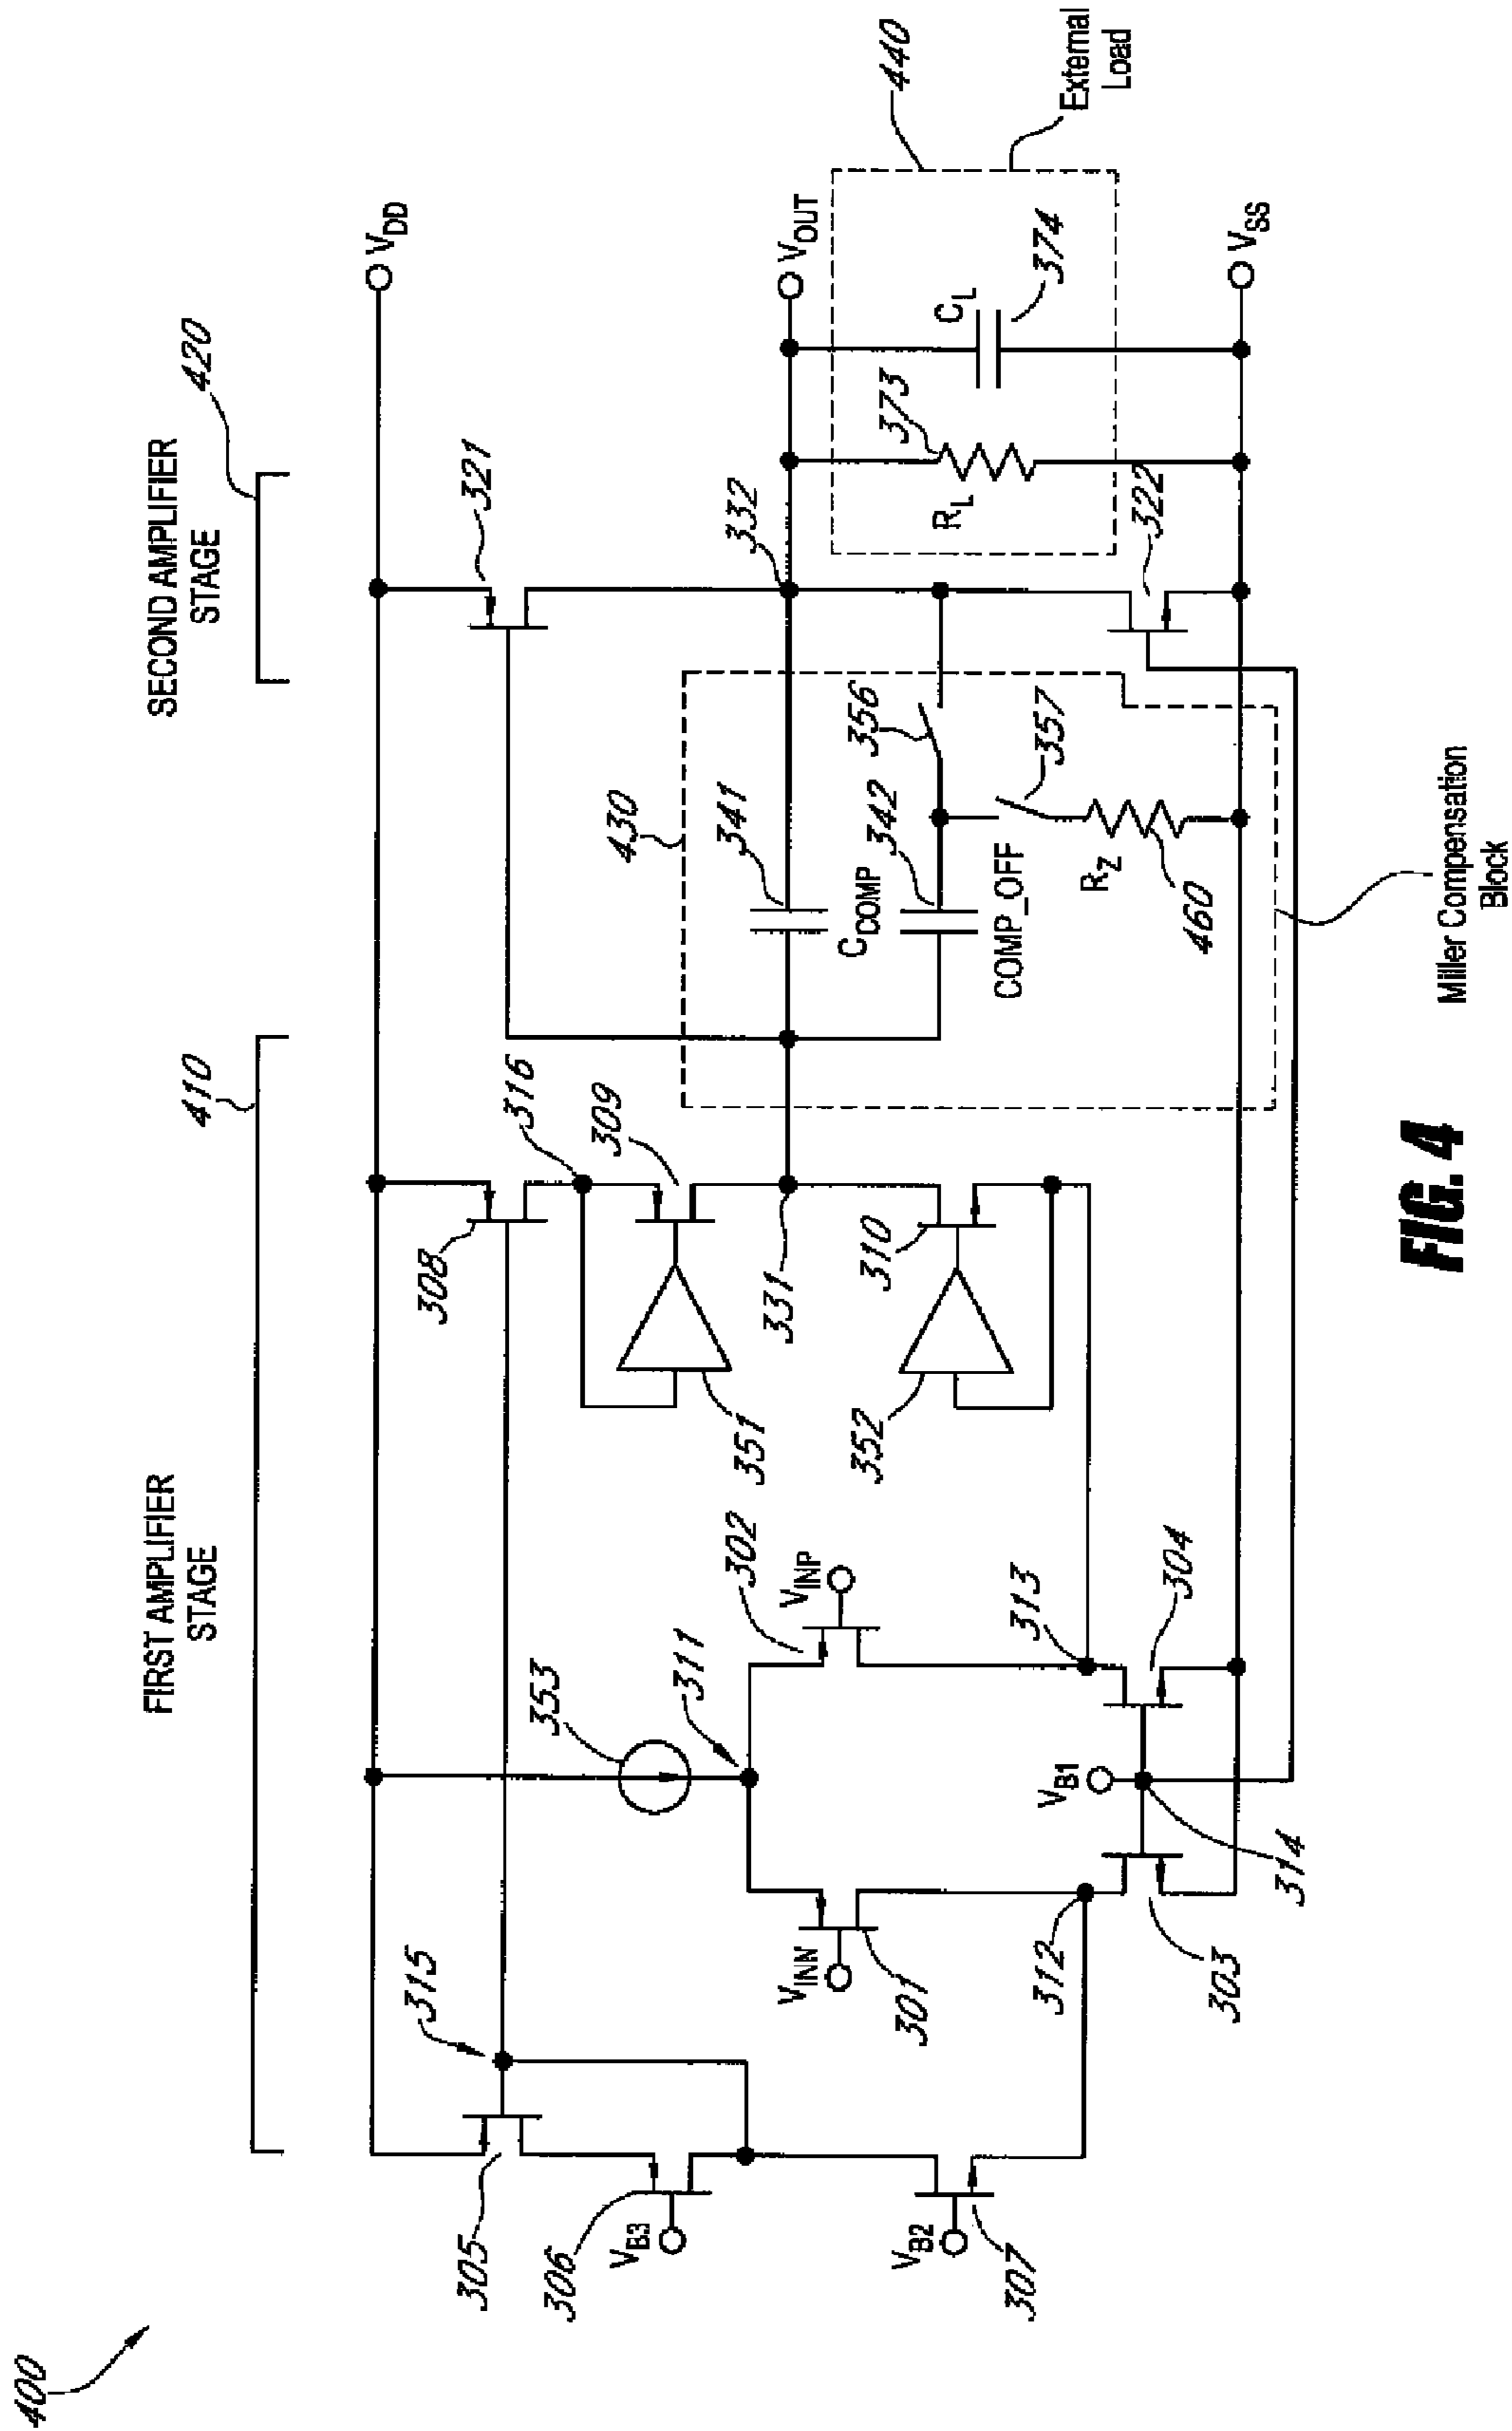 400
FIRST AMPLIFIER
STAGE
410
SECOND AMPLIFIER
STAGE
420
VDD
305
315
308
316
321
VB3
306
353
351
309
VB2
307
311
331
332
VOUT
VINN
301
302
VINP
352
310
430
341
CCOMP
342
COMP_OFF
356
357
RZ
460
RL
373
CL
374
440
External
Load
312
313
VB1
303
314
304
322
VSS
Miller Compensation
Block
FIG. 4